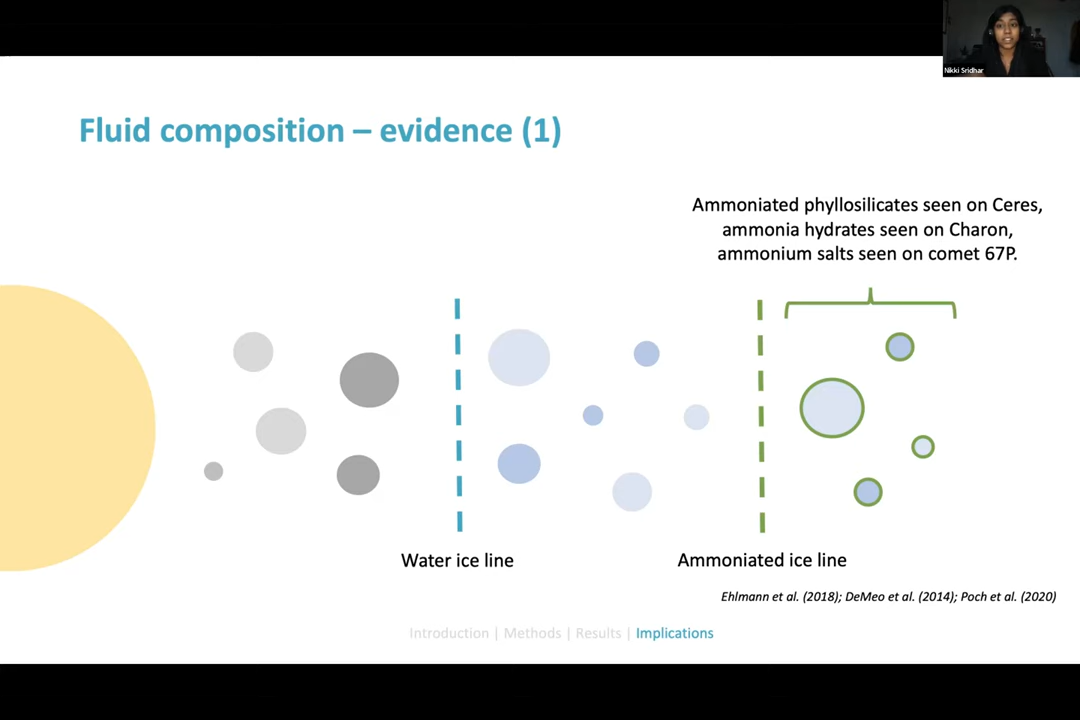 Nikki Sridhar
Fluid composition – evidence (1)
Ammoniated phyllosilicates seen on Ceres,
ammonia hydrates seen on Charon,
ammonium salts seen on comet 67P.
Water ice line
Ammoniated ice line
Ehlmann et al. (2018); DeMeo et al. (2014); Poch et al. (2020)
Introduction | Methods | Results | Implications